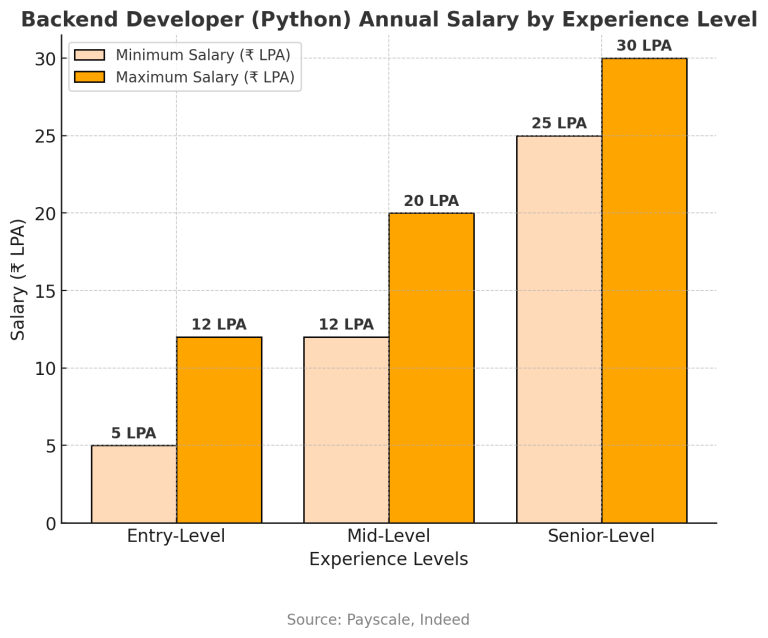 Backend Developer (Python) Annual Salary by Experience Level
Minimum Salary (₹ LPA)
Maximum Salary (₹ LPA)
30 LPA
25 LPA
20 LPA
12 LPA
12 LPA
5 LPA
Salary (₹ LPA)
30
25
20
15
10
5
0
Entry-Level
Mid-Level
Senior-Level
Experience Levels
Source: Payscale, Indeed